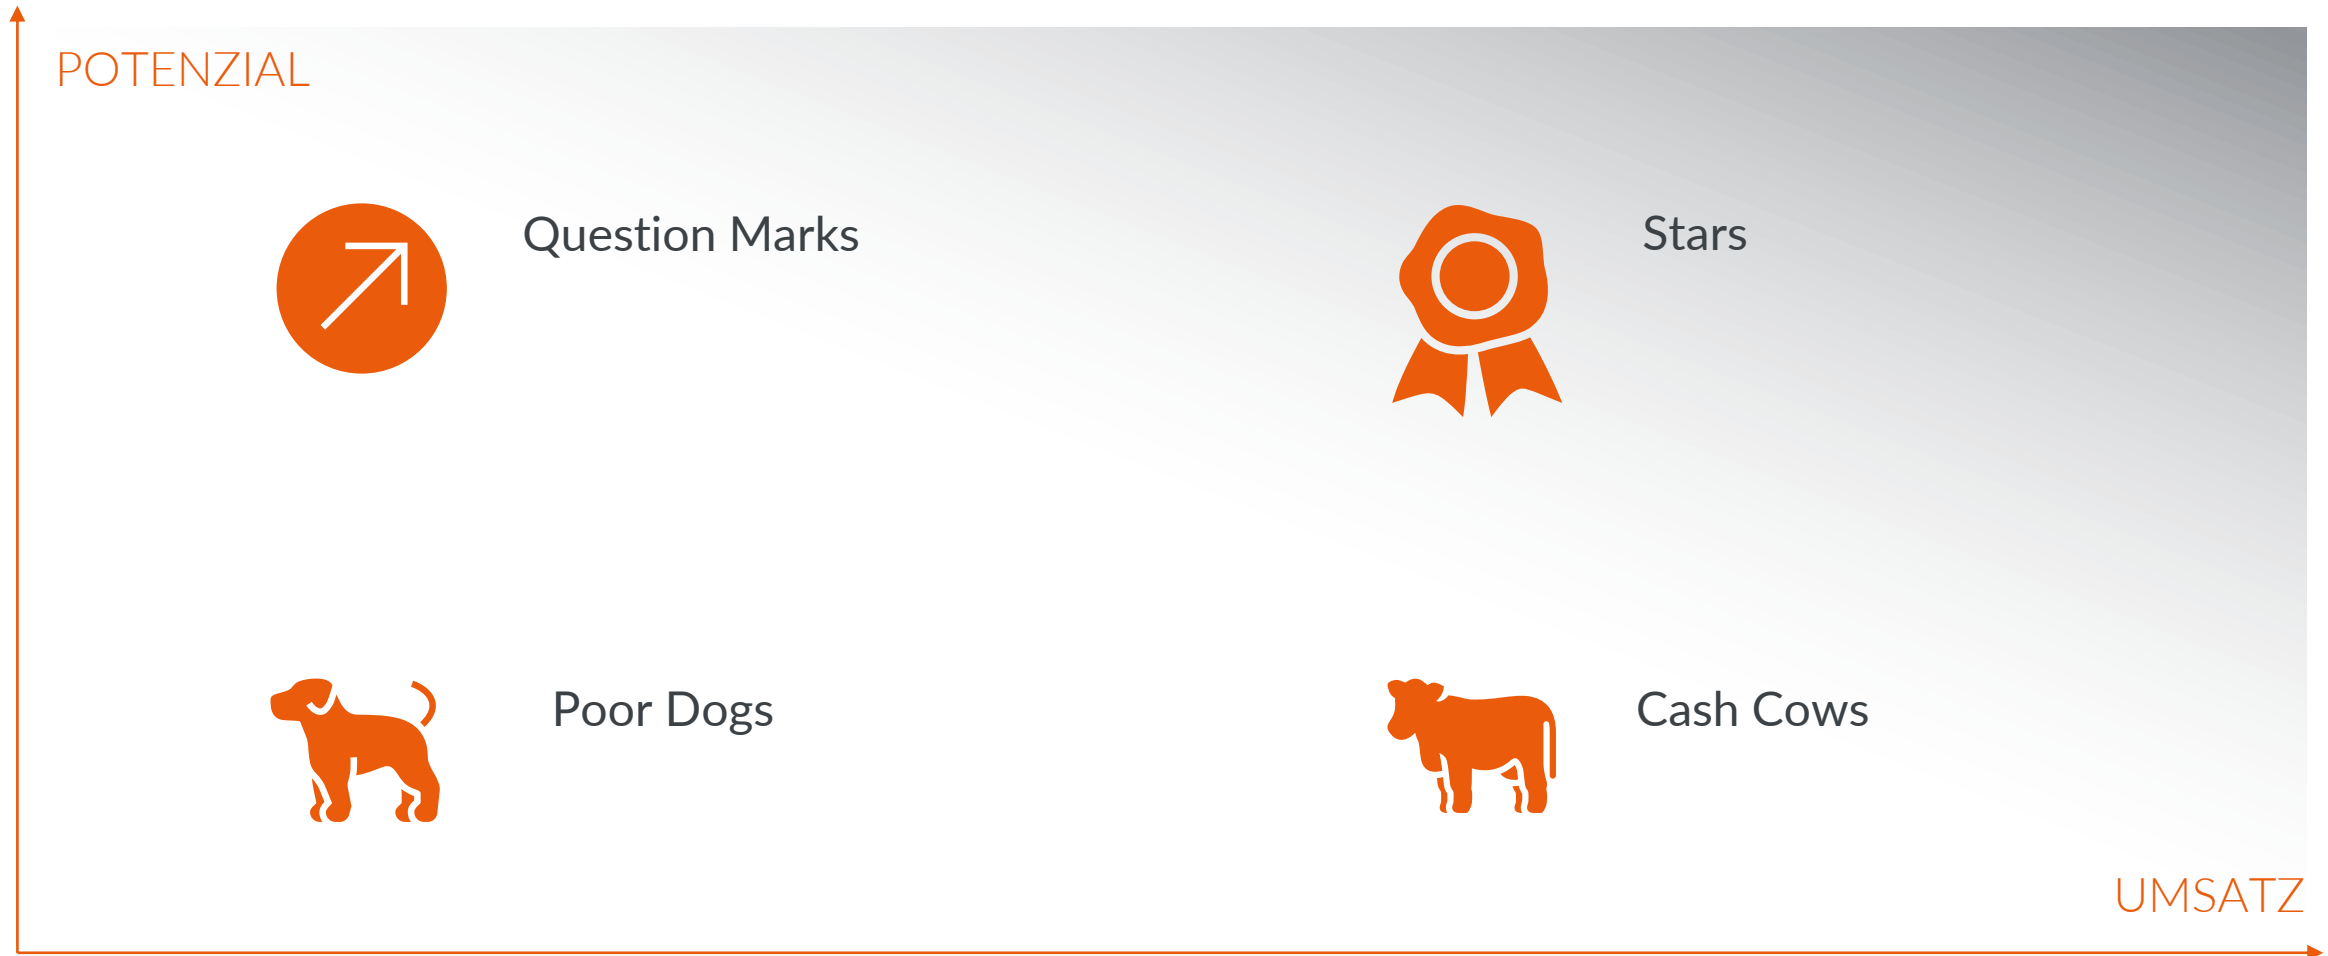 POTENZIAL
Question Marks
Stars
Poor Dogs
Cash Cows
UMSATZ